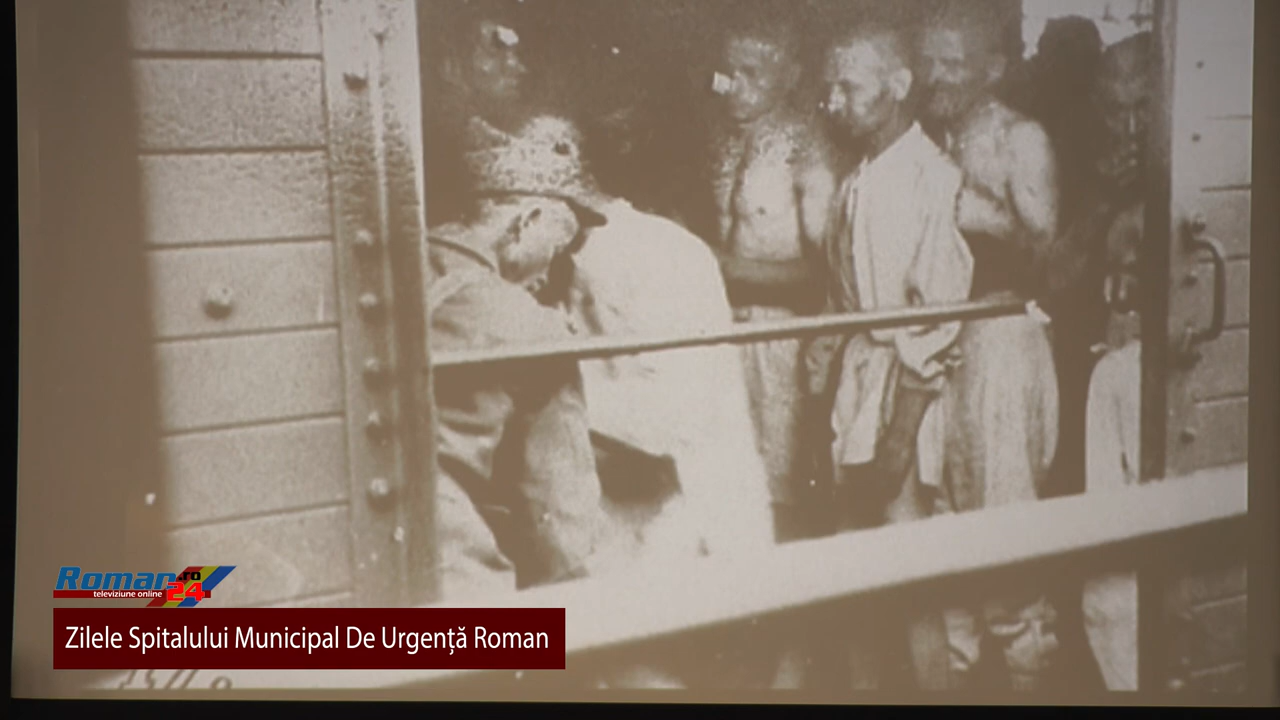 Roman.ro
24
televiziune online
Zilele Spitalului Municipal De Urgență Roman